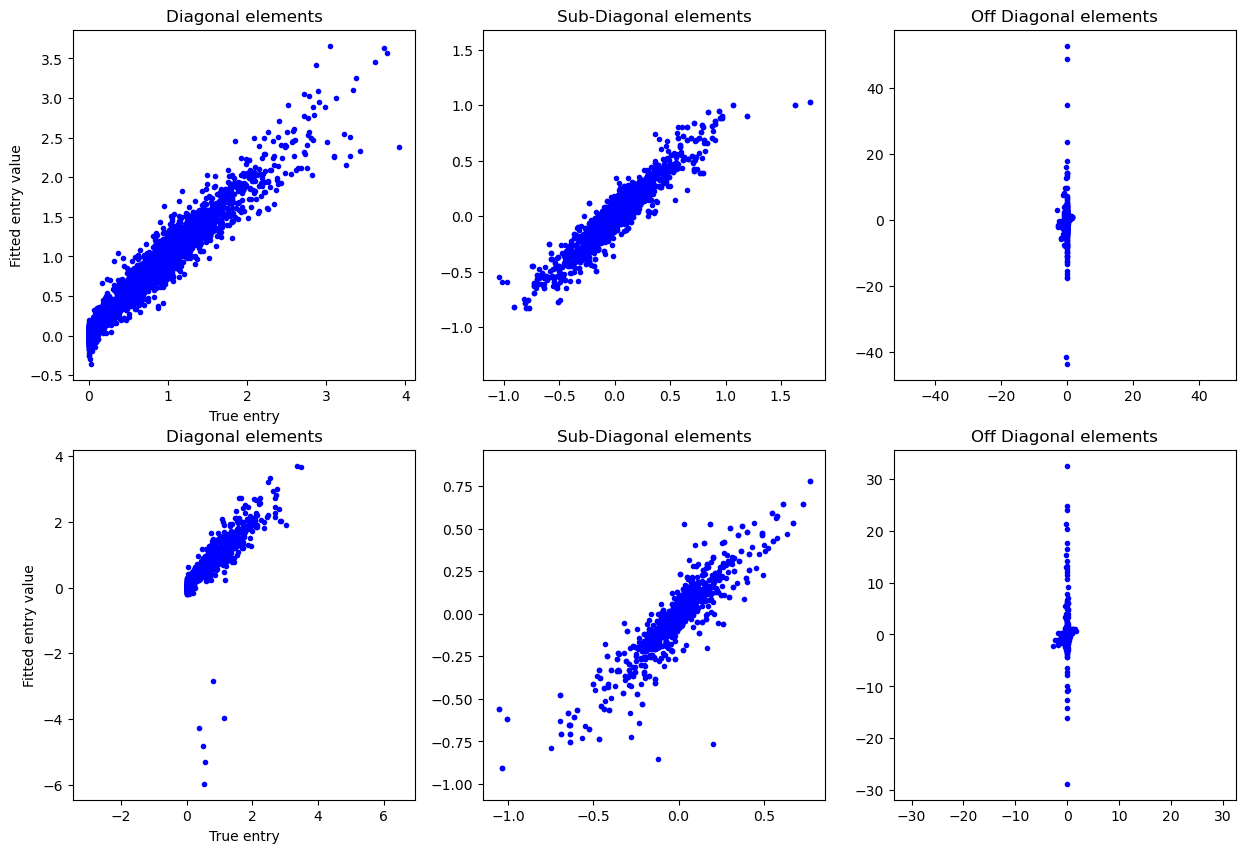 Diagonal elements
Sub-Diagonal elements
Off Diagonal elements
Fitted entry value
3.5
3.0
2.5
2.0
1.5
1.0
0.5
0.0
−0.5
0 1 2 3 4
True entry
1.5
1.0
0.5
0.0
−0.5
−1.0
−1.0 −0.5 0.0 0.5 1.0 1.5
40
20
0
−20
−40
−40 −20 0 20 40
Diagonal elements
Sub-Diagonal elements
Off Diagonal elements
Fitted entry value
4
2
0
−2
−4
−6
−2 0 2 4 6
True entry
0.75
0.50
0.25
0.00
−0.25
−0.50
−0.75
−1.00
−1.0 −0.5 0.0 0.5
30
20
10
0
−10
−20
−30
−30 −20 −10 0 10 20 30